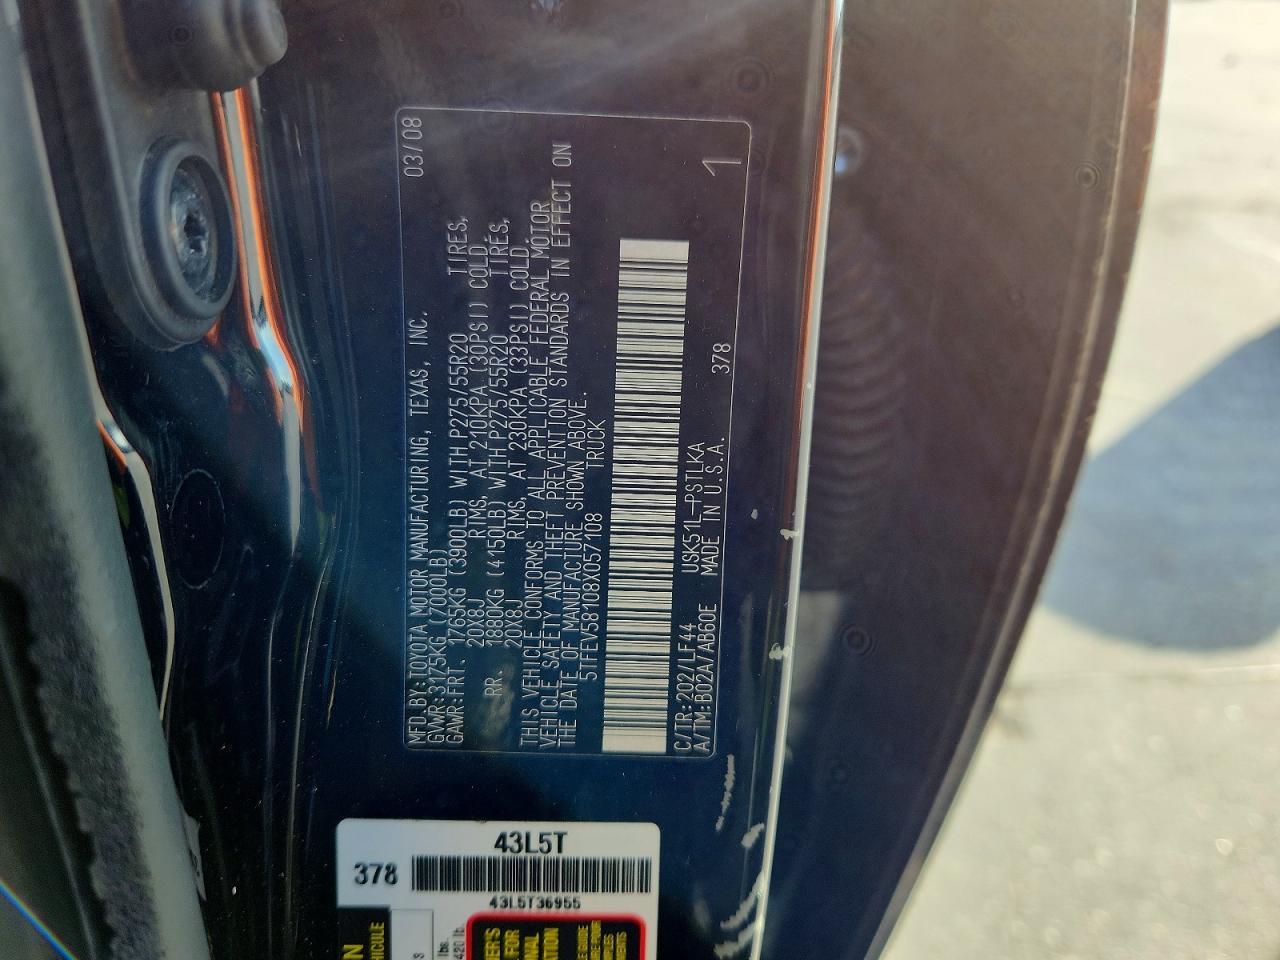 03/08
MFD.BY:TOYOTA MOTOR MANUFACTURING, TEXAS, INC.
GVWR:3175KG (7000LB)
GAWR:FRT. 1765KG (3900LB) WITH P275/55R20 TIRES,
20X8J RIMS, AT 210KPA (30PSI) COLD.
RR. 1880KG (4150LB) WITH P275/55R20 TIRES,
20X8J RIMS, AT 230KPA (33PSI) COLD.
THIS VEHICLE CONFORMS TO ALL APPLICABLE FEDERAL MOTOR
VEHICLE SAFETY AND THEFT PREVENTION STANDARDS IN EFFECT ON
THE DATE OF MANUFACTURE SHOWN ABOVE.
5TFEV58108X057108 TRUCK
C/TR:202/LF44 USK51L-PSTLKA 378
A/TM:B02A/AB60E MADE IN U.S.A.
1
43L5T
378
43L5T36955
lbs.
420 lb